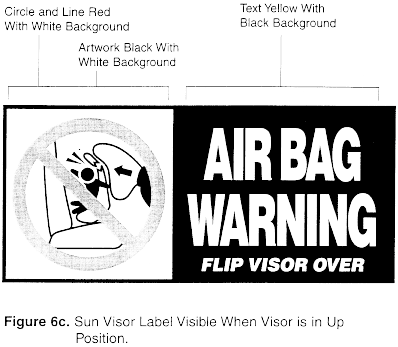 Circle and Line Red
With White Background
Artwork Black With
White Background
Text Yellow With
Black Background
AIR BAG
WARNING
FLIP VISOR OVER
Figure 6c. Sun Visor Label Visible When Visor is in Up
Position.